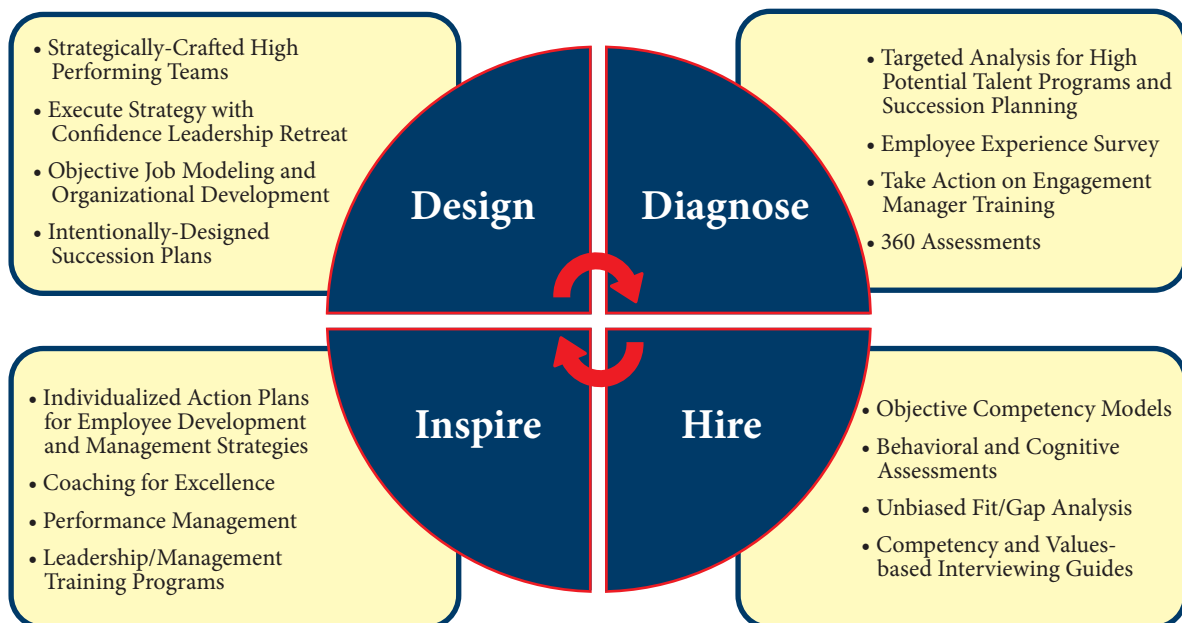 • Strategically-Crafted High
Performing Teams
• Execute Strategy with
Confidence Leadership Retreat
• Objective Job Modeling and
Organizational Development
• Intentionally-Designed
Succession Plans
Design
Diagnose
• Targeted Analysis for High
Potential Talent Programs and
Succession Planning
• Employee Experience Survey
• Take Action on Engagement
Manager Training
• 360 Assessments
• Individualized Action Plans
for Employee Development
and Management Strategies
• Coaching for Excellence
• Performance Management
• Leadership/Management
Training Programs
Inspire
Hire
• Objective Competency Models
• Behavioral and Cognitive
Assessments
• Unbiased Fit/Gap Analysis
• Competency and Values-
based Interviewing Guides